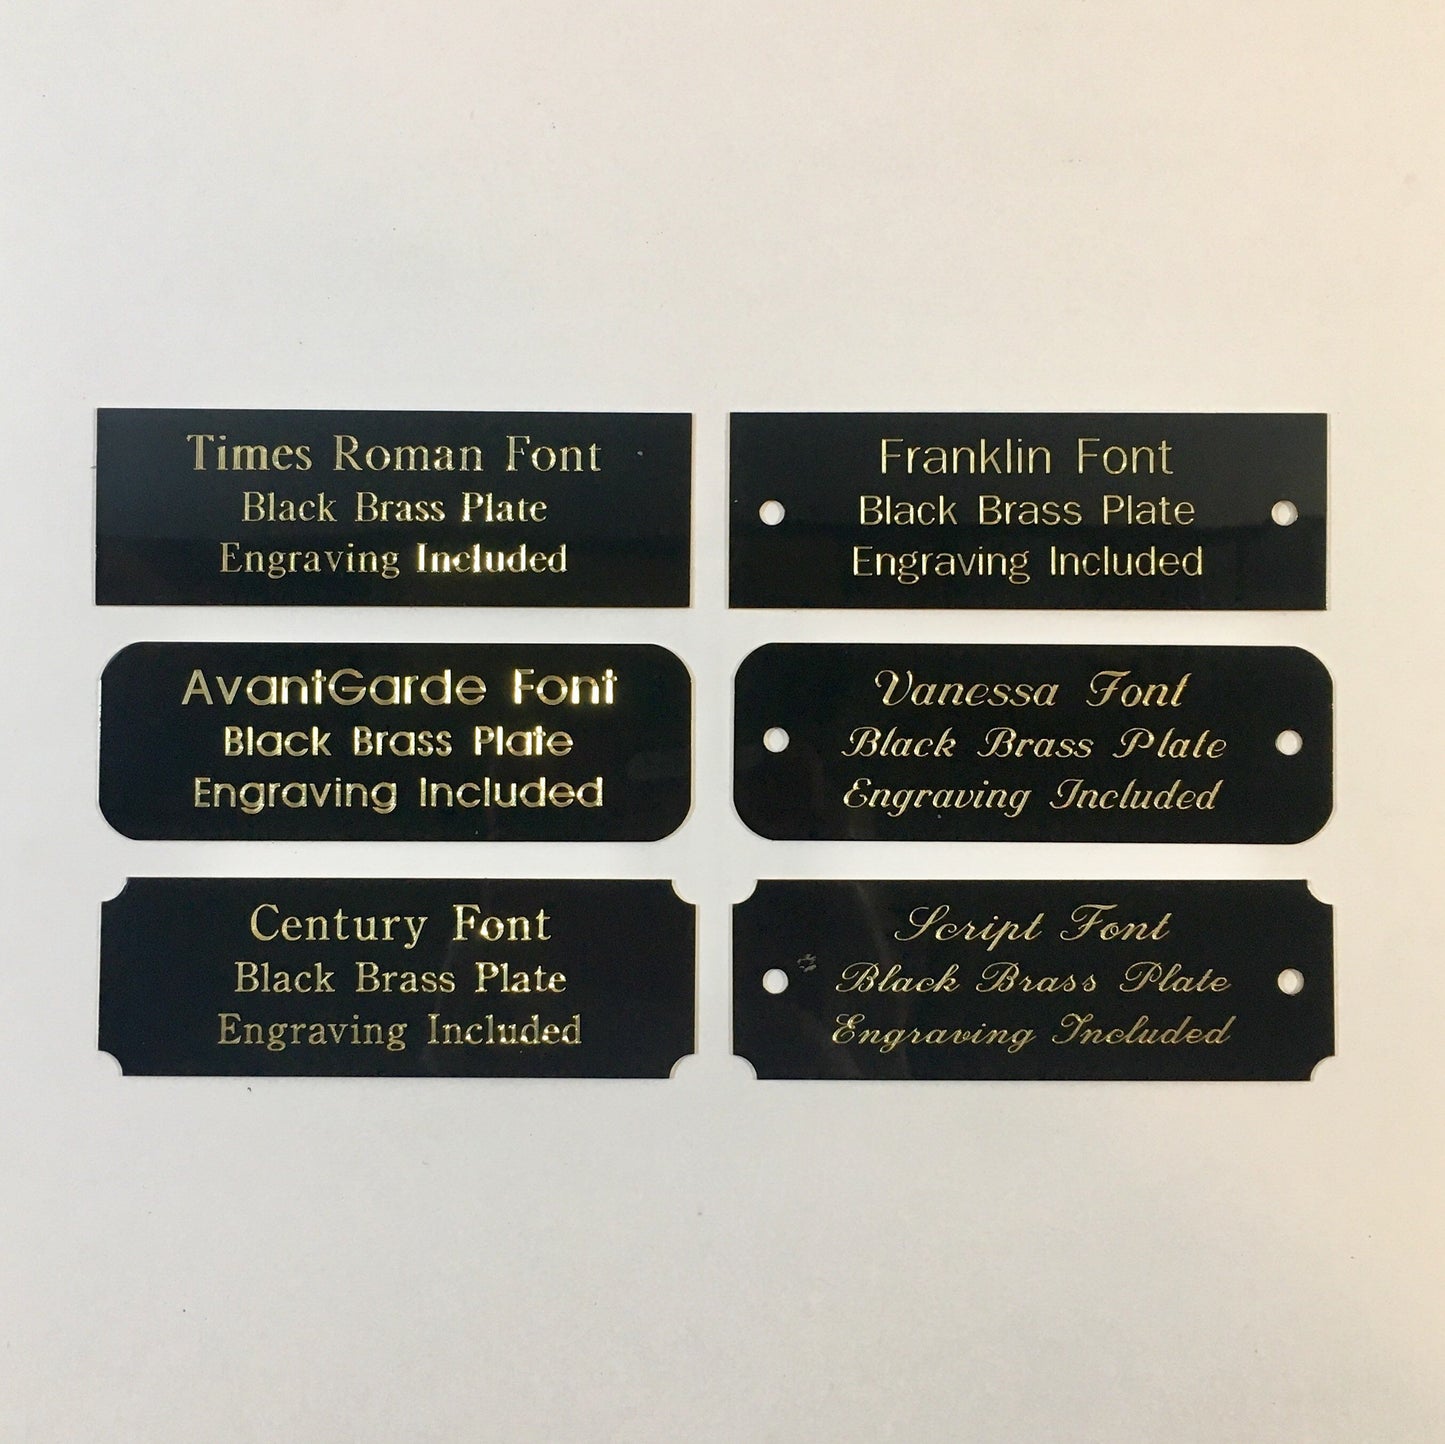 Times Roman Font
Black Brass Plate
Engraving Included
Franklin Font
Black Brass Plate
Engraving Included
AvantGarde Font
Black Brass Plate
Engraving Included
Vanessa Font
Black Brass Plate
Engraving Included
Century Font
Black Brass Plate
Engraving Included
Script Font
Black Brass Plate
Engraving Included